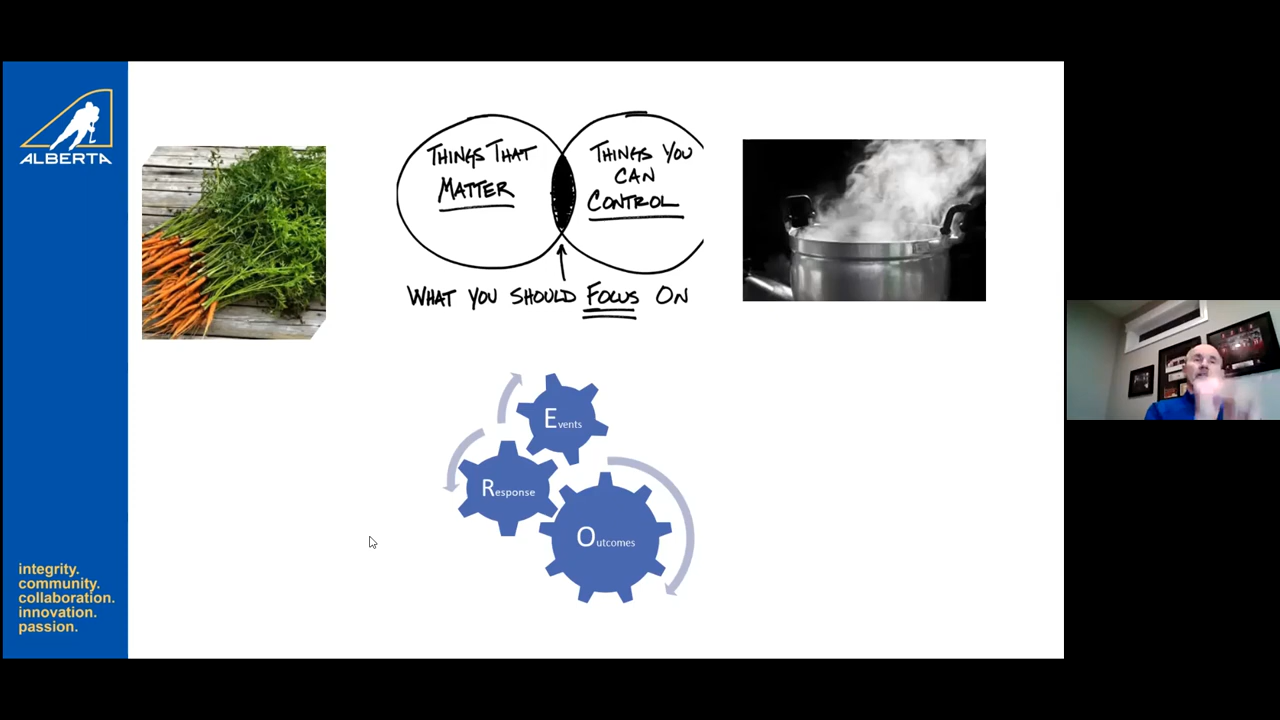 ALBERTA
THINGS THAT
MATTER
THINGS YOU
CAN
CONTROL
WHAT YOU SHOULD FOCUS ON
Events
Response
Outcomes
integrity.
community.
collaboration.
innovation.
passion.